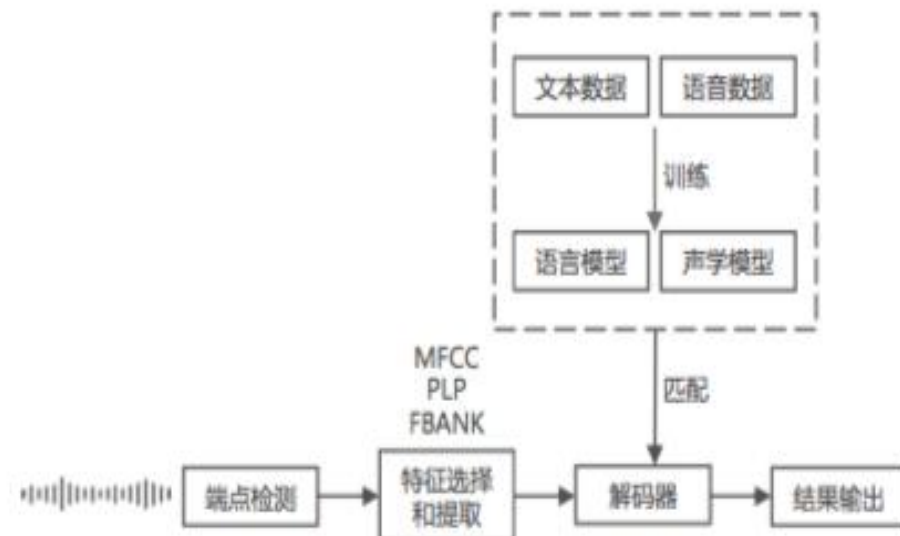 文本数据
语音数据
训练
语言模型
声学模型
匹配
MFCC
PLP
FBANK
端点检测
特征选择
和提取
解码器
结果输出